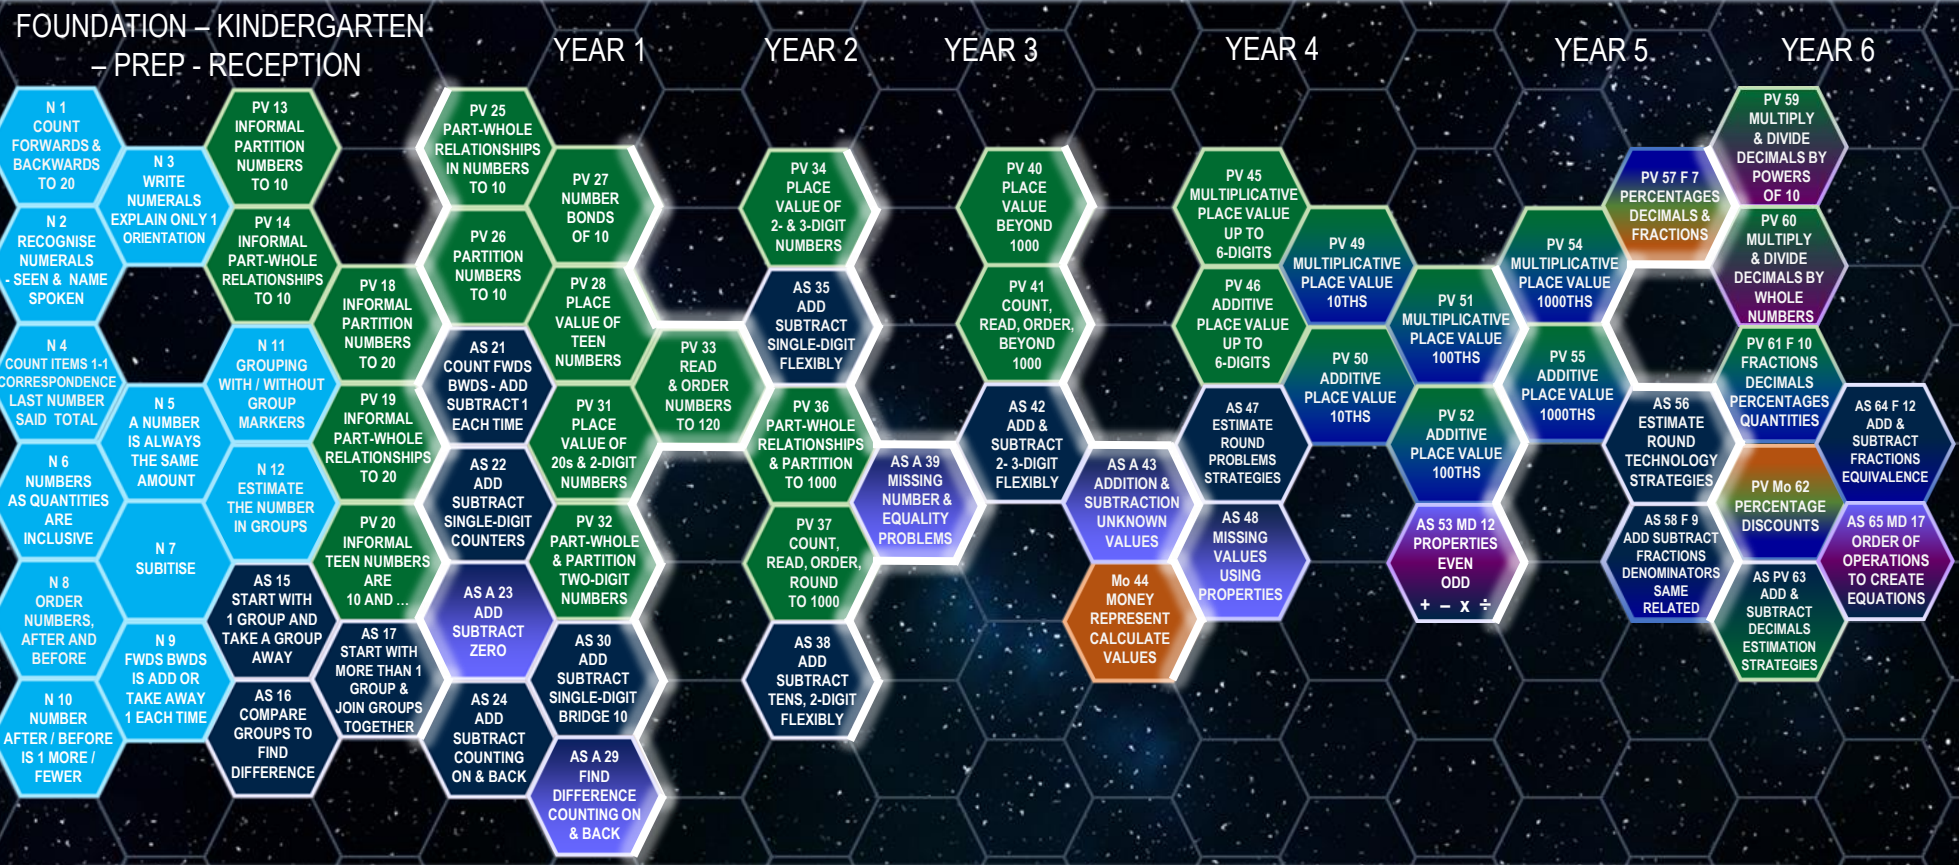 FOUNDATION – KINDERGARTEN
– PREP - RECEPTION
YEAR 1
YEAR 2
YEAR 3
YEAR 4
YEAR 5
YEAR 6
N 1
COUNT
FORWARDS &
BACKWARDS
TO 20
N 2
RECOGNISE
NUMERALS
- SEEN & NAME
SPOKEN
N 4
COUNT ITEMS 1-1
CORRESPONDENCE
LAST NUMBER
SAID TOTAL
N 6
NUMBERS
AS QUANTITIES
ARE
INCLUSIVE
N 8
ORDER
NUMBERS,
AFTER AND
BEFORE
N 10
NUMBER
AFTER / BEFORE
IS 1 MORE /
FEWER
N 3
WRITE
NUMERALS
EXPLAIN ONLY 1
ORIENTATION
N 5
A NUMBER
IS ALWAYS
THE SAME
AMOUNT
N 7
SUBITISE
N 9
FWDS BWDS
IS ADD OR
TAKE AWAY
1 EACH TIME
PV 13
INFORMAL
PARTITION
NUMBERS
TO 10
PV 14
INFORMAL
PART-WHOLE
RELATIONSHIPS
TO 10
N 11
GROUPING
WITH / WITHOUT
GROUP
MARKERS
N 12
ESTIMATE
THE NUMBER
IN GROUPS
AS 15
START WITH
1 GROUP AND
TAKE A GROUP
AWAY
AS 16
COMPARE
GROUPS TO
FIND
DIFFERENCE
PV 18
INFORMAL
PARTITION
NUMBERS
TO 20
PV 19
INFORMAL
PART-WHOLE
RELATIONSHIPS
TO 20
PV 20
INFORMAL
TEEN NUMBERS
ARE
10 AND ...
AS 17
START WITH
MORE THAN 1
GROUP &
JOIN GROUPS
TOGETHER
PV 25
PART-WHOLE
RELATIONSHIPS
IN NUMBERS
TO 10
PV 26
PARTITION
NUMBERS
TO 10
AS 21
COUNT FWDS
BWDS - ADD
SUBTRACT 1
EACH TIME
AS 22
ADD
SUBTRACT
SINGLE-DIGIT
COUNTERS
AS A 23
ADD
SUBTRACT
ZERO
AS 24
ADD
SUBTRACT
COUNTING
ON & BACK
PV 27
NUMBER
BONDS
OF 10
PV 28
PLACE
VALUE OF
TEEN
NUMBERS
PV 31
PLACE
VALUE OF
20s & 2-DIGIT
NUMBERS
PV 32
PART-WHOLE
& PARTITION
TWO-DIGIT
NUMBERS
AS 30
ADD
SUBTRACT
SINGLE-DIGIT
BRIDGE 10
AS A 29
FIND
DIFFERENCE
COUNTING ON
& BACK
PV 33
READ
& ORDER
NUMBERS
TO 120
PV 34
PLACE
VALUE OF
2- & 3-DIGIT
NUMBERS
AS 35
ADD
SUBTRACT
SINGLE-DIGIT
FLEXIBLY
PV 36
PART-WHOLE
RELATIONSHIPS
& PARTITION
TO 1000
PV 37
COUNT,
READ, ORDER,
ROUND
TO 1000
AS 38
ADD
SUBTRACT
TENS, 2-DIGIT
FLEXIBLY
AS A 39
MISSING
NUMBER &
EQUALITY
PROBLEMS
PV 40
PLACE
VALUE
BEYOND
1000
PV 41
COUNT,
READ, ORDER,
BEYOND
1000
AS 42
ADD &
SUBTRACT
2- 3-DIGIT
FLEXIBLY
AS A 43
ADDITION &
SUBTRACTION
UNKNOWN
VALUES
Mo 44
MONEY
REPRESENT
CALCULATE
VALUES
PV 45
MULTIPLICATIVE
PLACE VALUE
UP TO
6-DIGITS
PV 46
ADDITIVE
PLACE VALUE
UP TO
6-DIGITS
AS 47
ESTIMATE
ROUND
PROBLEMS
STRATEGIES
AS 48
MISSING
VALUES
USING
PROPERTIES
PV 49
MULTIPLICATIVE
PLACE VALUE
10THS
PV 50
ADDITIVE
PLACE VALUE
10THS
PV 51
MULTIPLICATIVE
PLACE VALUE
100THS
PV 52
ADDITIVE
PLACE VALUE
100THS
AS 53 MD 12
PROPERTIES
EVEN
ODD
+ − x ÷
PV 54
MULTIPLICATIVE
PLACE VALUE
1000THS
PV 55
ADDITIVE
PLACE VALUE
1000THS
PV 57 F 7
PERCENTAGES
DECIMALS &
FRACTIONS
AS 56
ESTIMATE
ROUND
TECHNOLOGY
STRATEGIES
AS 58 F 9
ADD SUBTRACT
FRACTIONS
DENOMINATORS
SAME
RELATED
PV 59
MULTIPLY
& DIVIDE
DECIMALS BY
POWERS
OF 10
PV 60
MULTIPLY
& DIVIDE
DECIMALS BY
WHOLE
NUMBERS
PV 61 F 10
FRACTIONS
DECIMALS
PERCENTAGES
QUANTITIES
PV Mo 62
PERCENTAGE
DISCOUNTS
AS PV 63
ADD &
SUBTRACT
DECIMALS
ESTIMATION
STRATEGIES
AS 64 F 12
ADD &
SUBTRACT
FRACTIONS
EQUIVALENCE
AS 65 MD 17
ORDER OF
OPERATIONS
TO CREATE
EQUATIONS